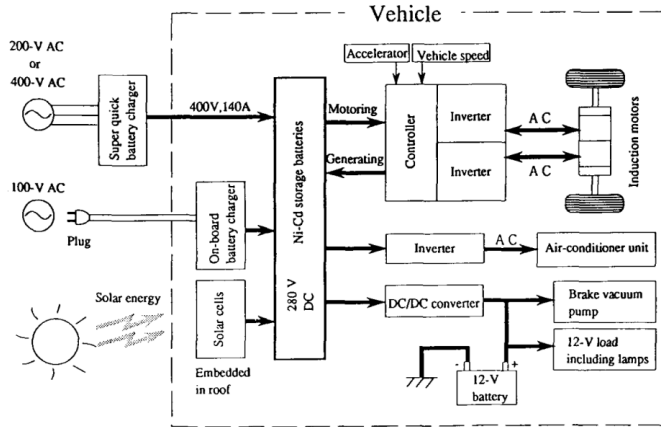 Vehicle
200-V AC
or
400-V AC
Super quick
battery charger
400V,140A
Accelerator
Vehicle speed
Motoring
Generating
Controller
Inverter
Inverter
A C
A C
Induction motors
100-V AC
Plug
On-board
battery charger
Ni-Cd storage batteries
280 V
DC
Inverter
A C
Air-conditioner unit
Solar energy
Solar cells
Embedded
in roof
DC/DC converter
Brake vacuum
pump
12-V load
including lamps
- +
12-V
battery